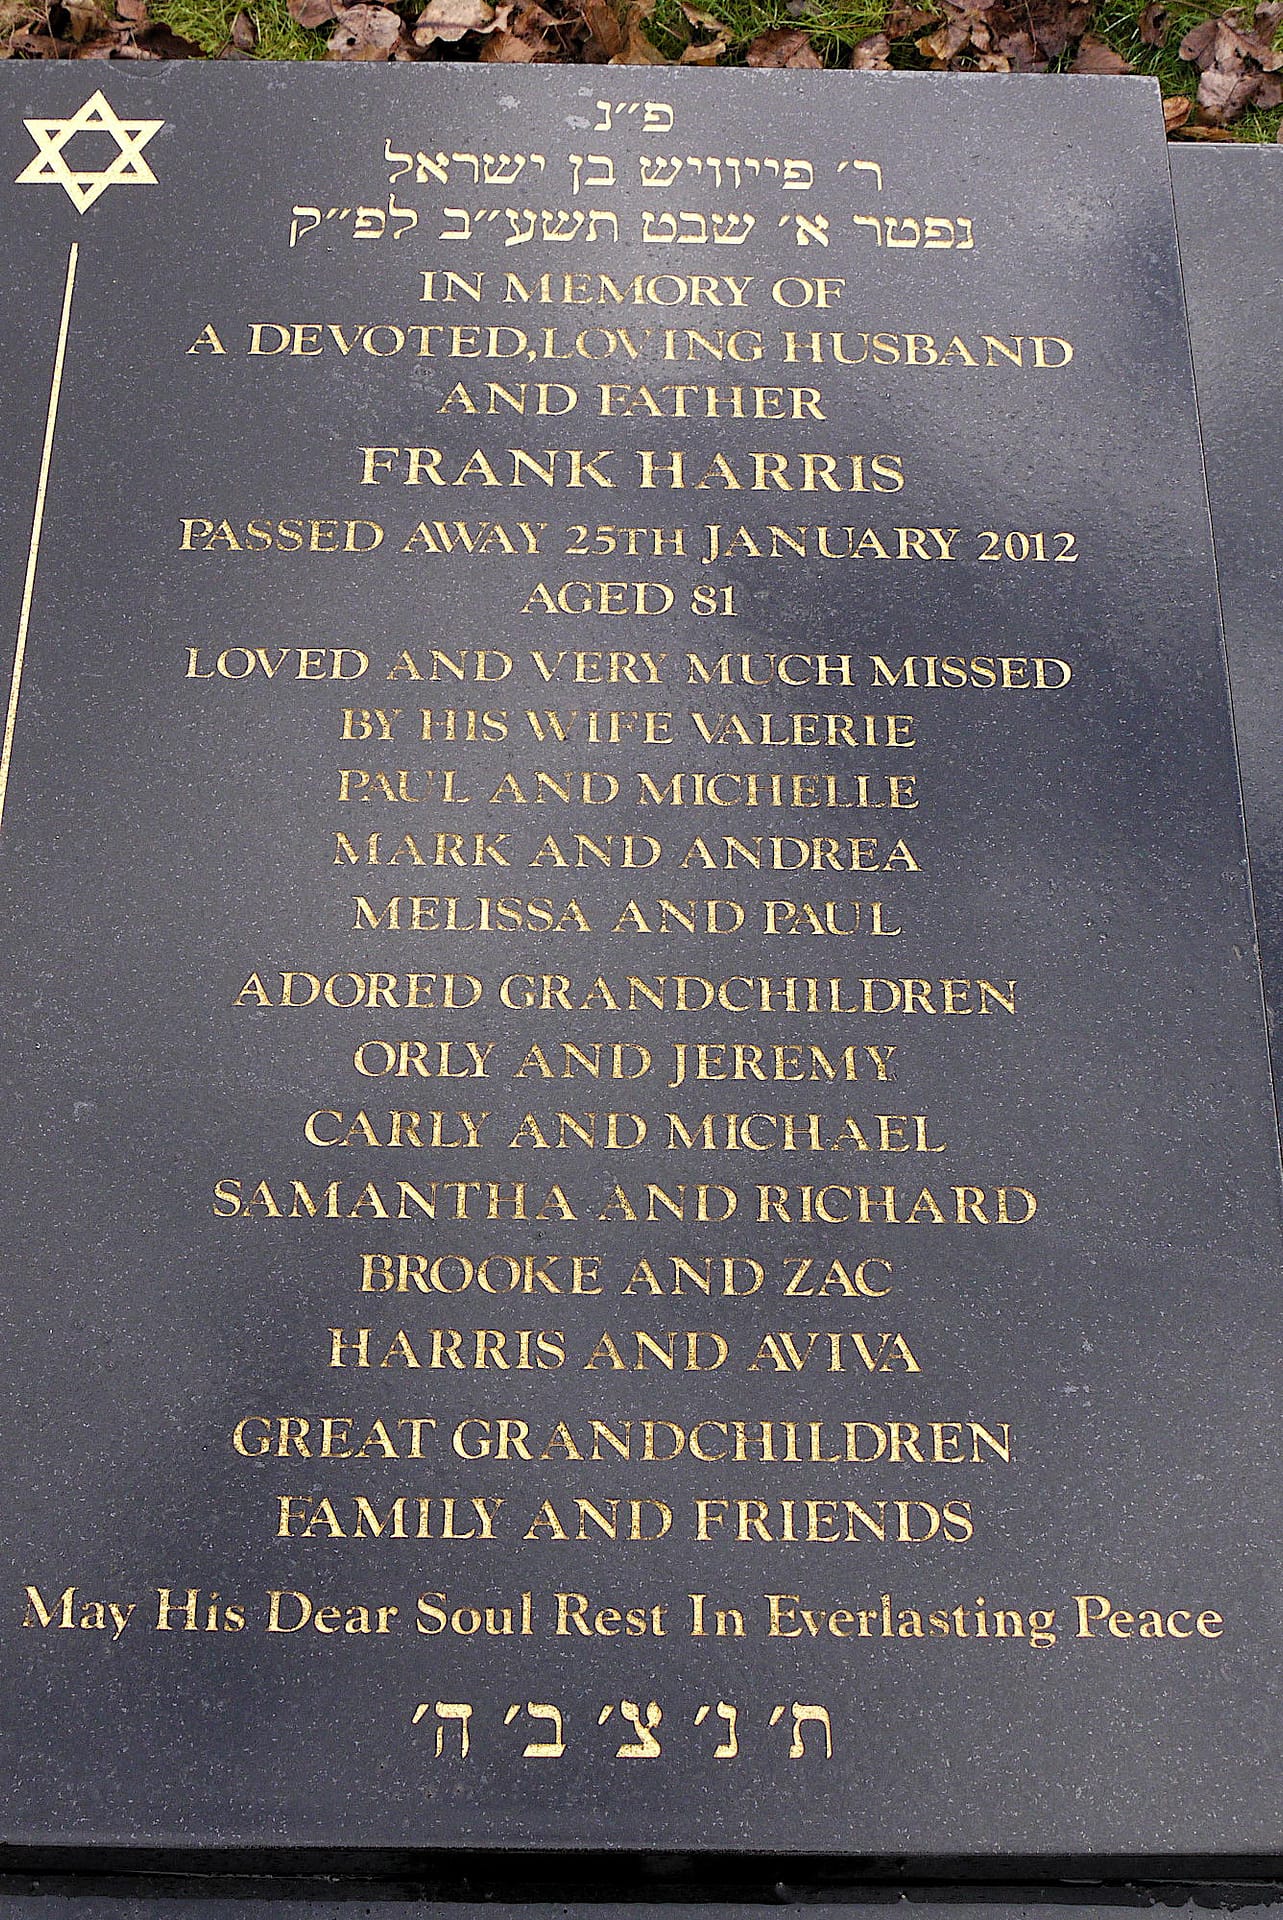 פ״נ
ר׳ פייוויש בן ישראל
נפטר א׳ שבט תשע״ב לפ״ק
IN MEMORY OF
A DEVOTED, LOVING HUSBAND
AND FATHER
FRANK HARRIS
PASSED AWAY 25TH JANUARY 2012
AGED 81
LOVED AND VERY MUCH MISSED
BY HIS WIFE VALERIE
PAUL AND MICHELLE
MARK AND ANDREA
MELISSA AND PAUL
ADORED GRANDCHILDREN
ORLY AND JEREMY
CARLY AND MICHAEL
SAMANTHA AND RICHARD
BROOKE AND ZAC
HARRIS AND AVIVA
GREAT GRANDCHILDREN
FAMILY AND FRIENDS
May His Dear Soul Rest In Everlasting Peace
ת׳ נ׳ צ׳ ב׳ ה׳